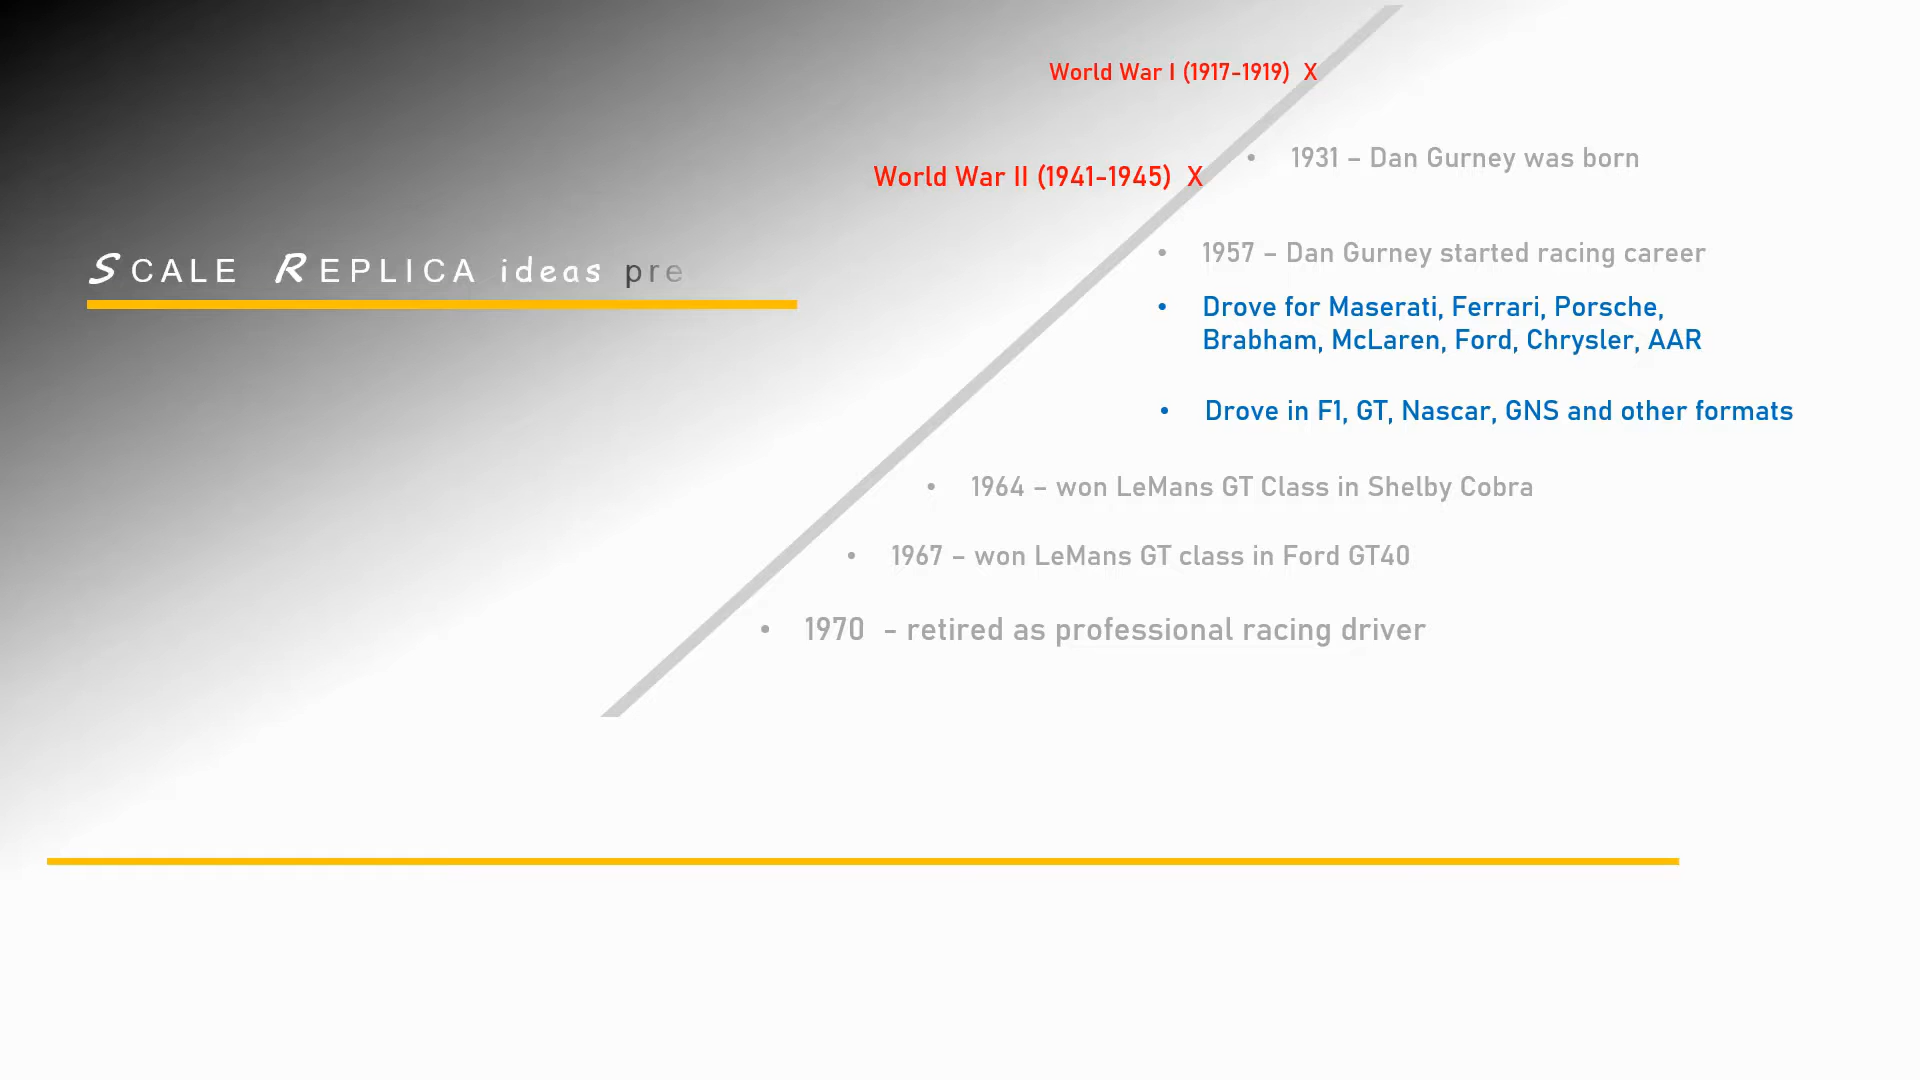 World War I (1917-1919) X
• 1931 – Dan Gurney was born
World War II (1941-1945) X
• 1957 – Dan Gurney started racing career
SCALE REPLICA ideas pre
• Drove for Maserati, Ferrari, Porsche,
Brabham, McLaren, Ford, Chrysler, AAR
• Drove in F1, GT, Nascar, GNS and other formats
• 1964 – won LeMans GT Class in Shelby Cobra
• 1967 – won LeMans GT class in Ford GT40
• 1970 - retired as professional racing driver